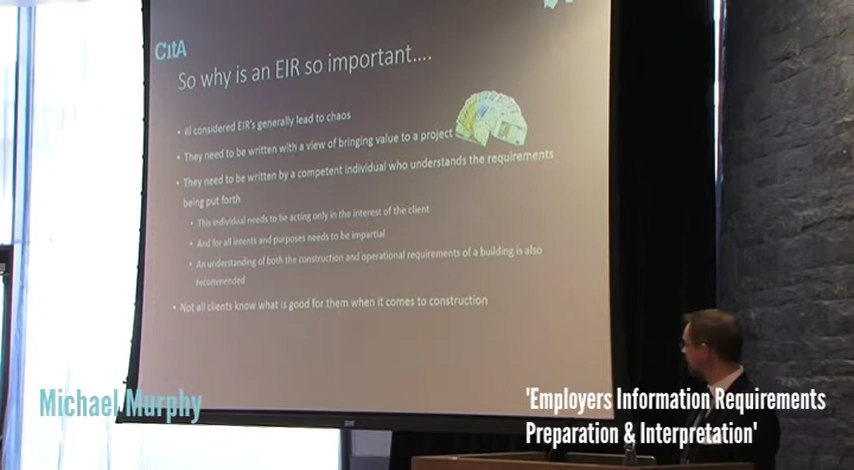 CitA
So why is an EIR so important....
• Ill considered EIR's generally lead to chaos
• They need to be written with a view of bringing value to a project
• They need to be written by a competent individual who understands the requirements
being put forth
• This individual needs to be acting only in the interest of the client
• And for all intents and purposes needs to be impartial
• An understanding of both the construction and operational requirements of a building is also
recommended
• Not all clients know what is good for them when it comes to construction
Michael Murphy
'Employers Information Requirements
Preparation & Interpretation'